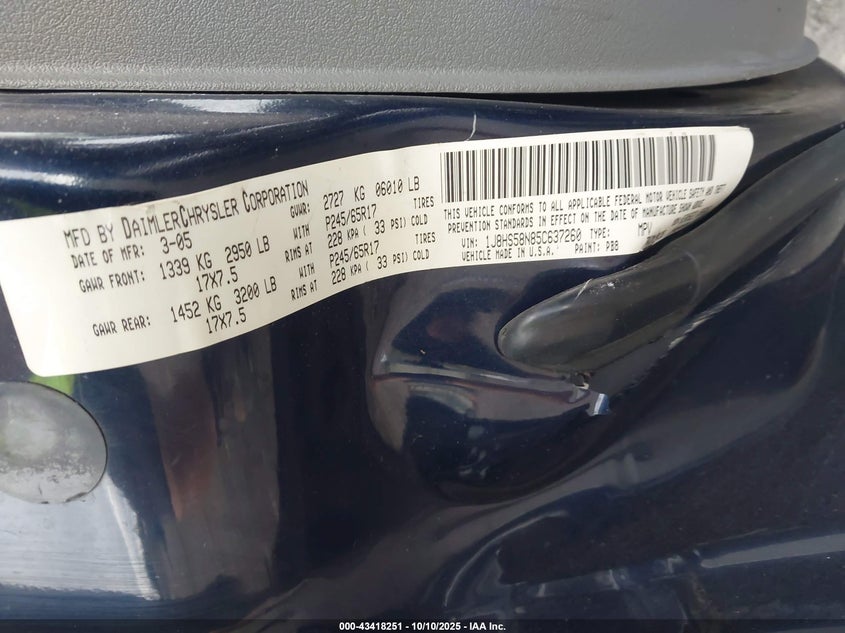 MFD BY DAIMLERCHRYSLER CORPORATION
DATE OF MFR: 3-05 GVWR: 2727 KG 06010 LB
GAWR FRONT: 1339 KG 2950 LB WITH P245/65R17 TIRES
17X7.5 RIMS AT 228 KPA ( 33 PSI) COLD
GAWR REAR: 1452 KG 3200 LB WITH P245/65R17 TIRES
17X7.5 RIMS AT 228 KPA ( 33 PSI) COLD
THIS VEHICLE CONFORMS TO ALL APPLICABLE FEDERAL MOTOR VEHICLE SAFETY AND THEFT
PREVENTION STANDARDS IN EFFECT ON THE DATE OF MANUFACTURE SHOWN ABOVE.
VIN: 1J8HS58N85C637260 TYPE: MPV
VEHICLE MADE IN U.S.A. PAINT: PBB
000-43418251 - 10/10/2025 - IAA Inc.